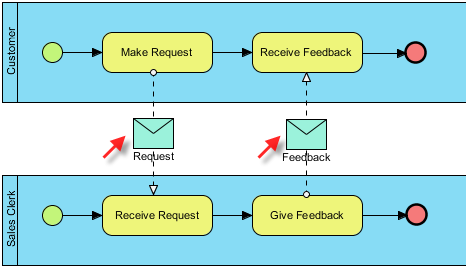 Customer
Make Request
Receive Feedback
Request
Feedback
Sales Clerk
Receive Request
Give Feedback